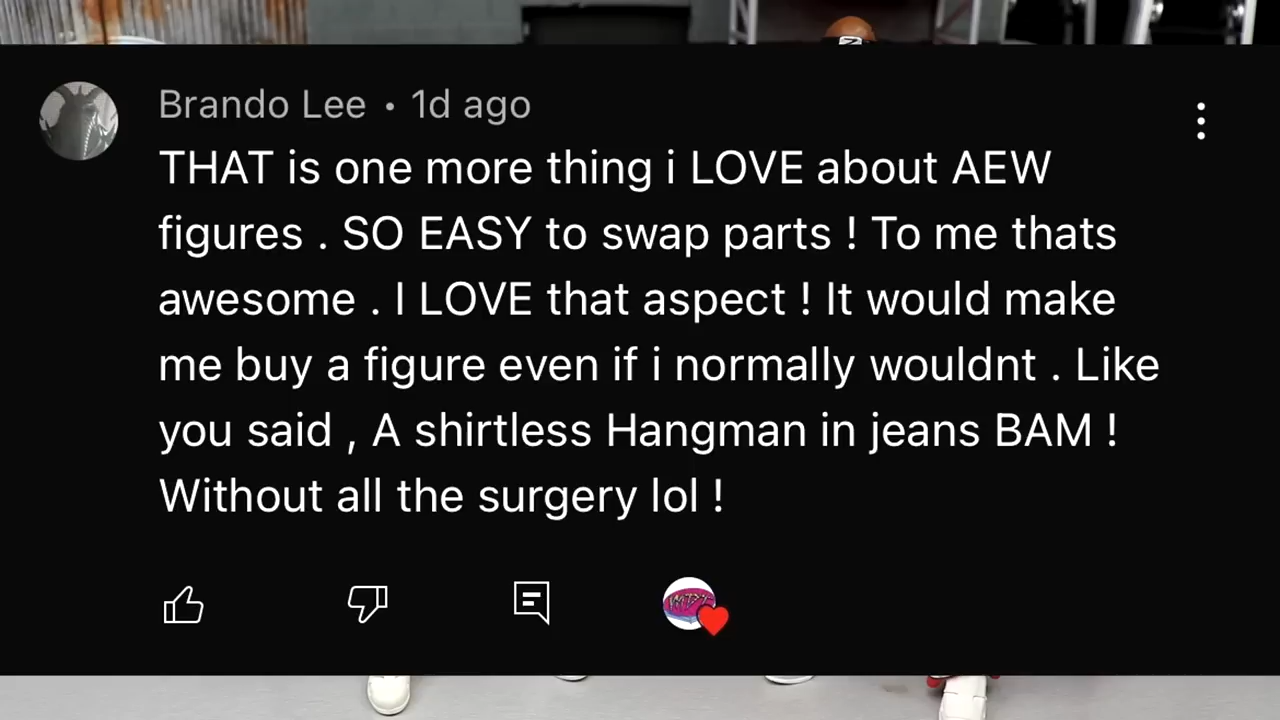 Brando Lee • 1d ago
THAT is one more thing i LOVE about AEW
figures . SO EASY to swap parts ! To me thats
awesome . I LOVE that aspect ! It would make
me buy a figure even if i normally wouldnt . Like
you said , A shirtless Hangman in jeans BAM !
Without all the surgery lol !